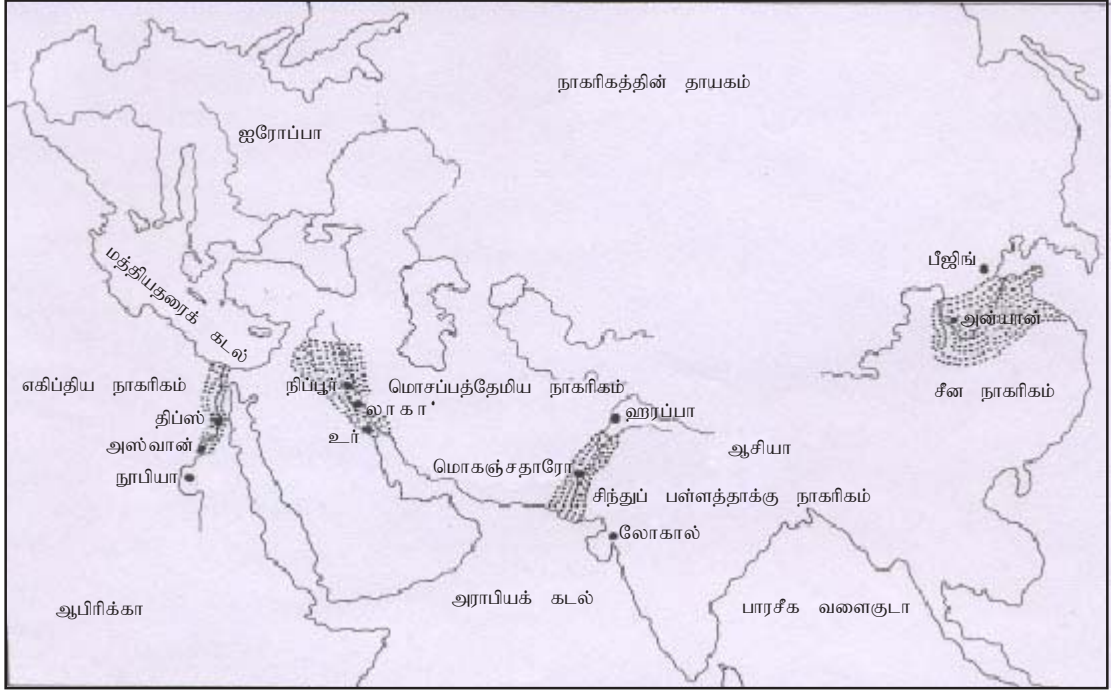 நாகரிகத்தின் தாயகம்
ஐரோப்பா
மத்தியதரைக் கடல்
பீஜிங்
அன்யான்
சீன நாகரிகம்
எகிப்திய நாகரிகம்
நிப்பூர்
மொசப்பத்தேமிய நாகரிகம்
லாகா'
திப்ஸ்
உர்
ஹரப்பா
அஸ்வான்
ஆசியா
நூபியா
மொகஞ்சதாரோ
சிந்துப் பள்ளத்தாக்கு நாகரிகம்
லோகால்
ஆபிரிக்கா
அராபியக் கடல்
பாரசீக வளைகுடா